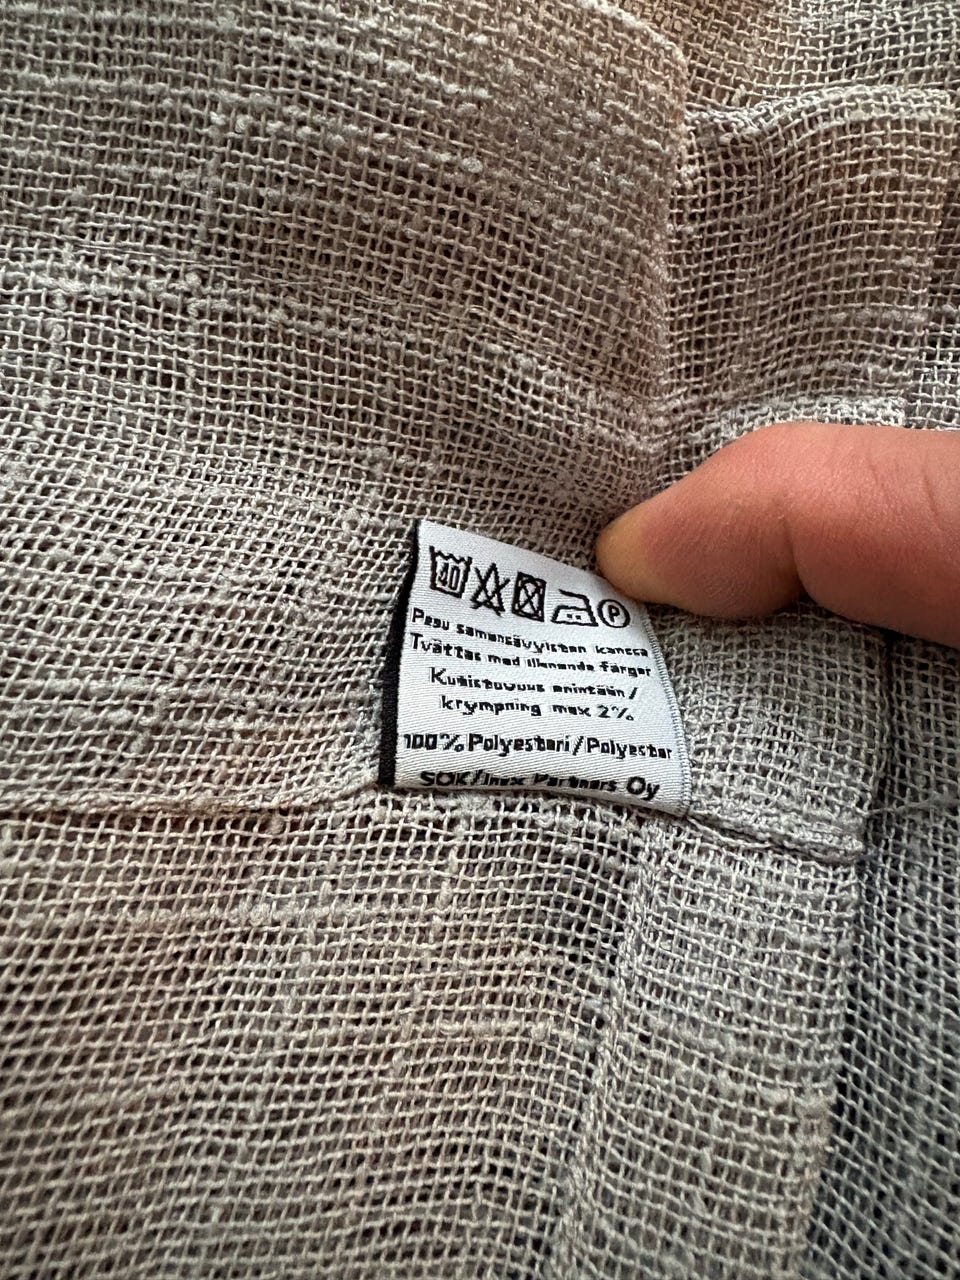 40
P
Pesu samansävyisten kanssa
Tvättas med liknande färger
Kutistuvuus enintään /
krympning max 2%
100% Polyesteri/Polyester
SOK/Inex Partners Oy